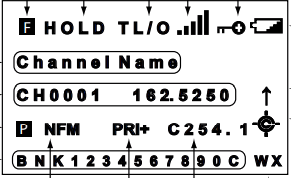 F HOLD TL/O
Channel Name
CH0001 162.5250
P NFM PRI+ C254.1
BNK1234567890C WX